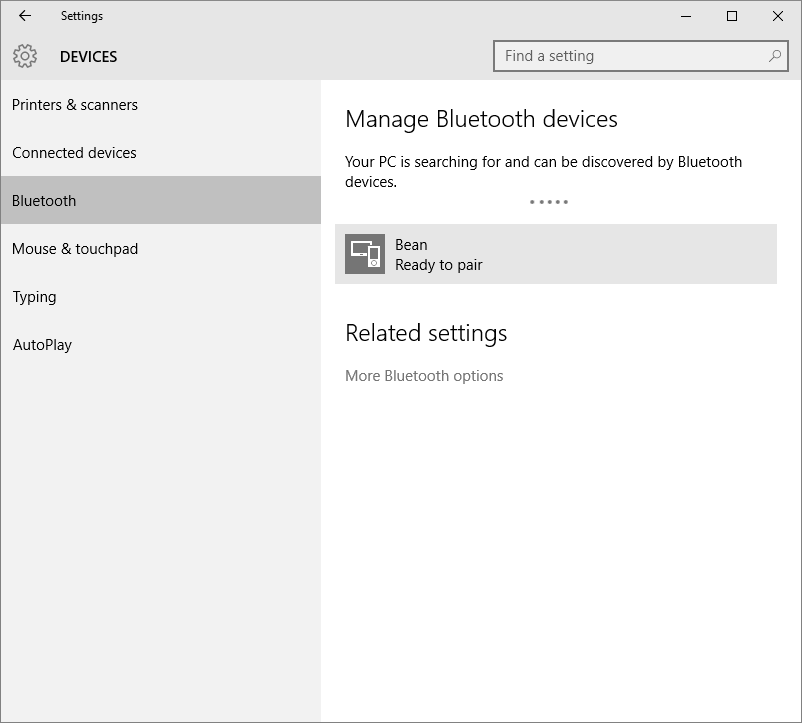 Settings
DEVICES
Find a setting
Printers & scanners
Connected devices
Bluetooth
Mouse & touchpad
Typing
AutoPlay
Manage Bluetooth devices
Your PC is searching for and can be discovered by Bluetooth
devices.
Bean
Ready to pair
Related settings
More Bluetooth options